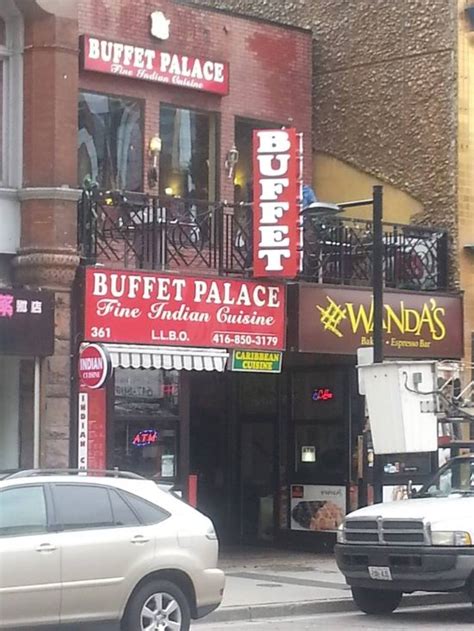 BUFFET PALACE
Fine Indian Cuisine
BUFFET
BUFFET PALACE
Fine Indian Cuisine
361 L.L.B.O. 416-850-3179
CARIBBEAN
CUISINE
INDIAN
CUISINE
ATM
WANDA'S
Espresso Bar